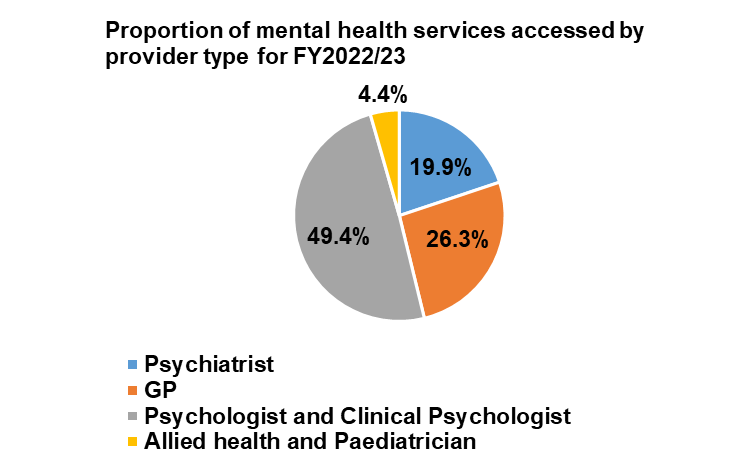 Proportion of mental health services accessed by
provider type for FY2022/23
4.4%
19.9%
49.4%
26.3%
Psychiatrist
GP
Psychologist and Clinical Psychologist
Allied health and Paediatrician